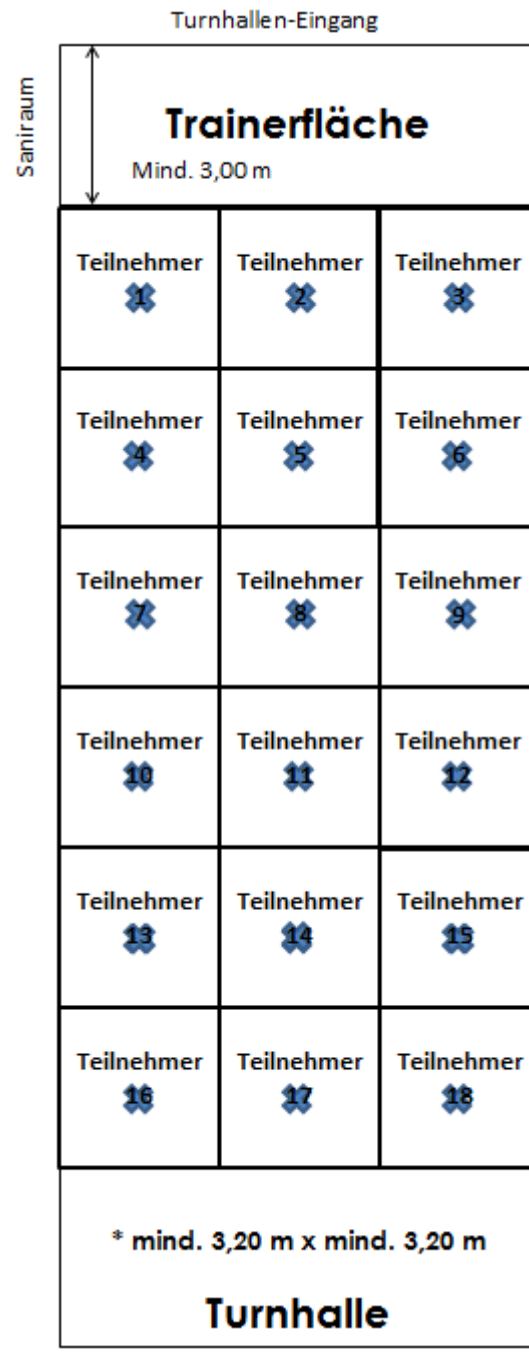 Turnhallen-Eingang
Saniraum
Trainerfläche
Mind. 3,00 m
Teilnehmer Teilnehmer Teilnehmer
1 2 3
Teilnehmer Teilnehmer Teilnehmer
4 5 6
Teilnehmer Teilnehmer Teilnehmer
7 8 9
Teilnehmer Teilnehmer Teilnehmer
10 11 12
Teilnehmer Teilnehmer Teilnehmer
13 14 15
Teilnehmer Teilnehmer Teilnehmer
16 17 18
* mind. 3,20 m x mind. 3,20 m
Turnhalle